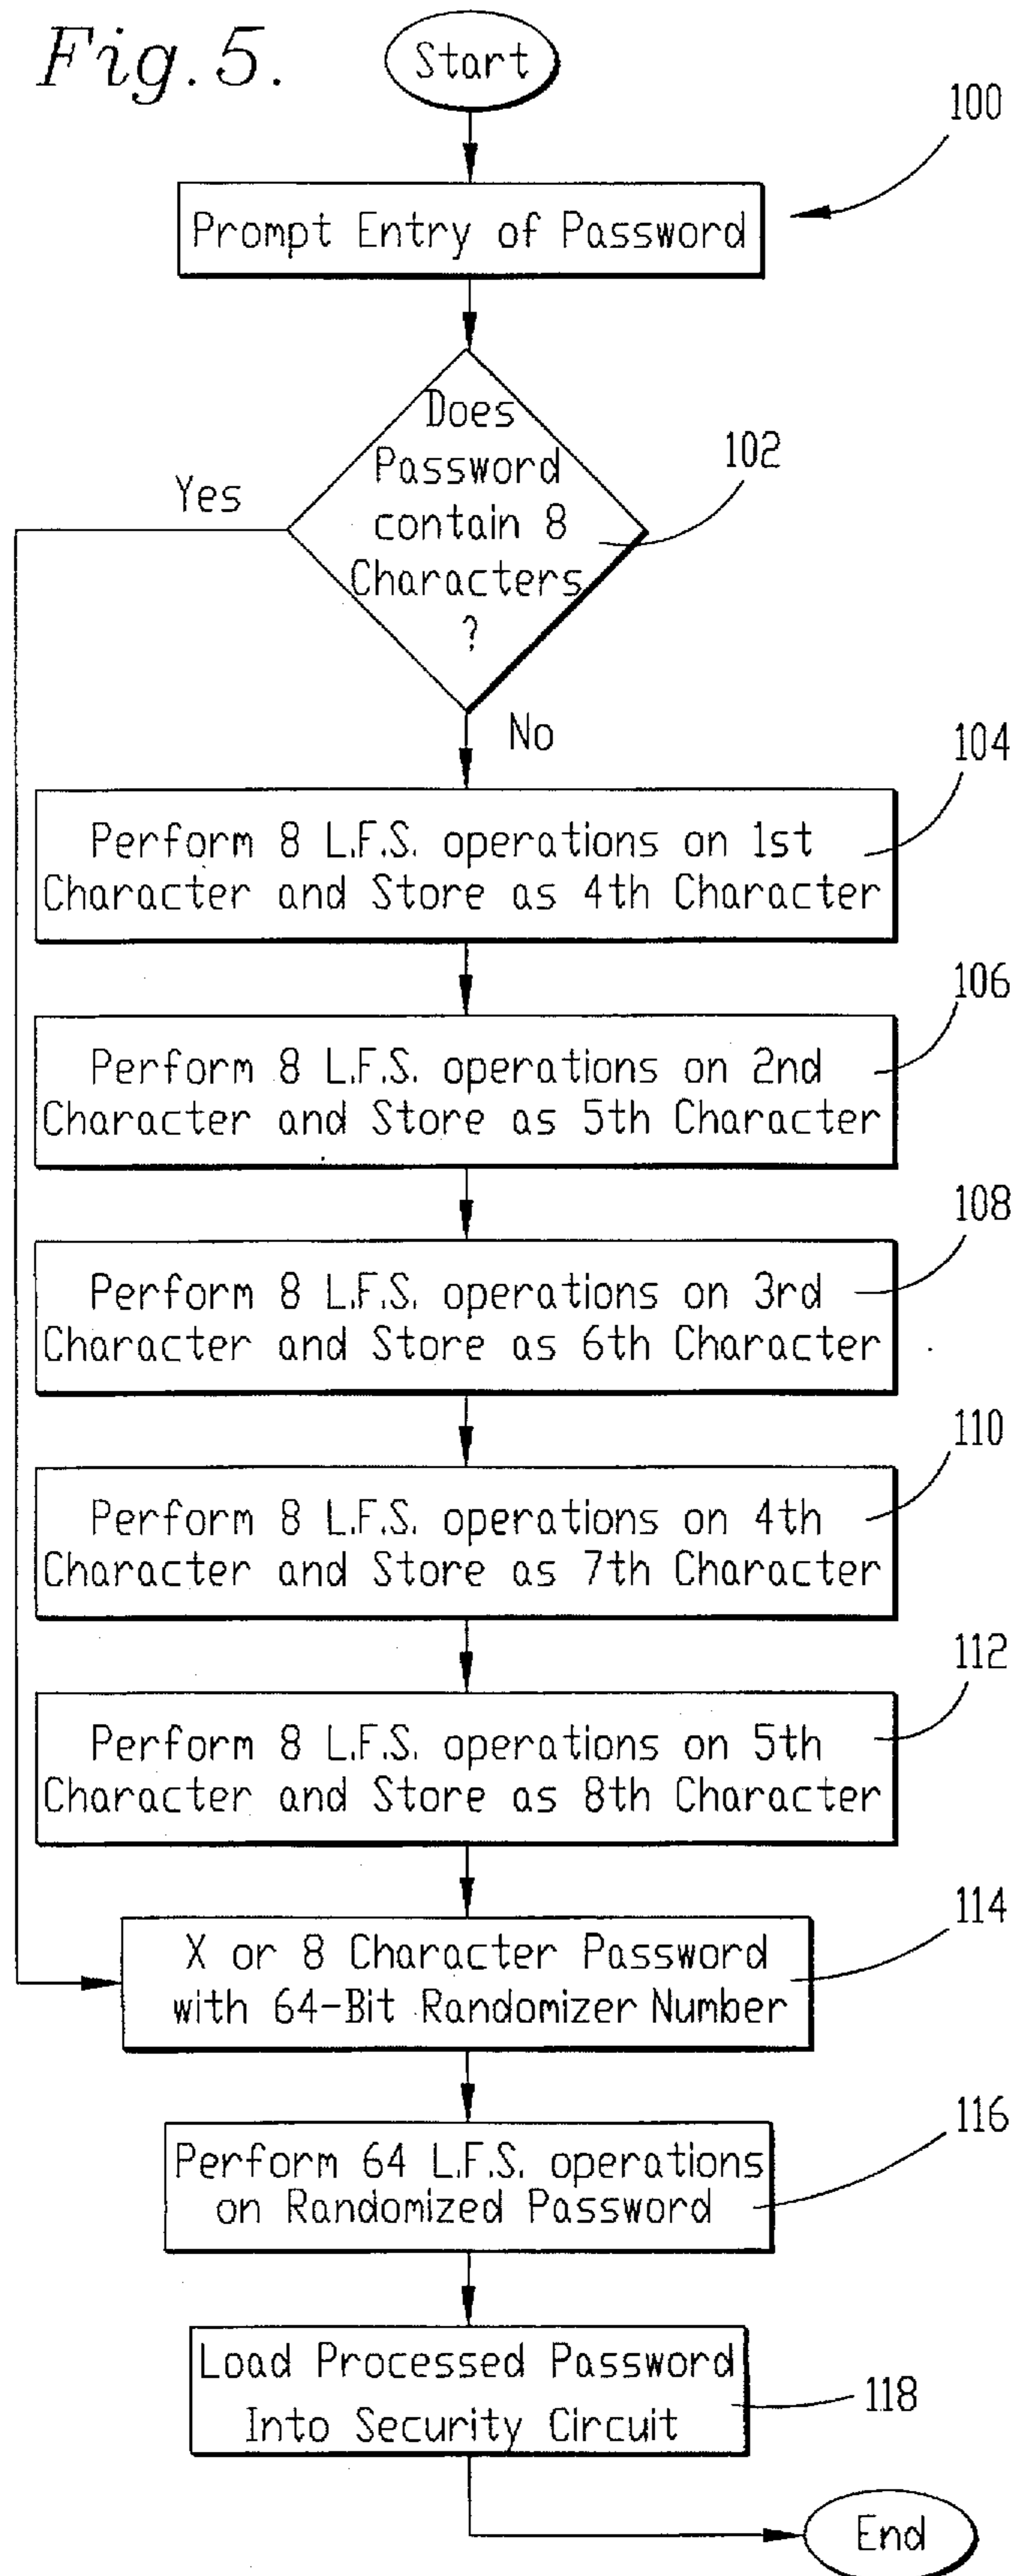 Fig. 5.
Start
100
Prompt Entry of Password
Does
Password
contain 8
Characters
?
102
Yes
No
104
Perform 8 L.F.S. operations on 1st
Character and Store as 4th Character
106
Perform 8 L.F.S. operations on 2nd
Character and Store as 5th Character
108
Perform 8 L.F.S. operations on 3rd
Character and Store as 6th Character
110
Perform 8 L.F.S. operations on 4th
Character and Store as 7th Character
112
Perform 8 L.F.S. operations on 5th
Character and Store as 8th Character
114
X or 8 Character Password
with 64-Bit Randomizer Number
116
Perform 64 L.F.S. operations
on Randomized Password
Load Processed Password
Into Security Circuit
118
End